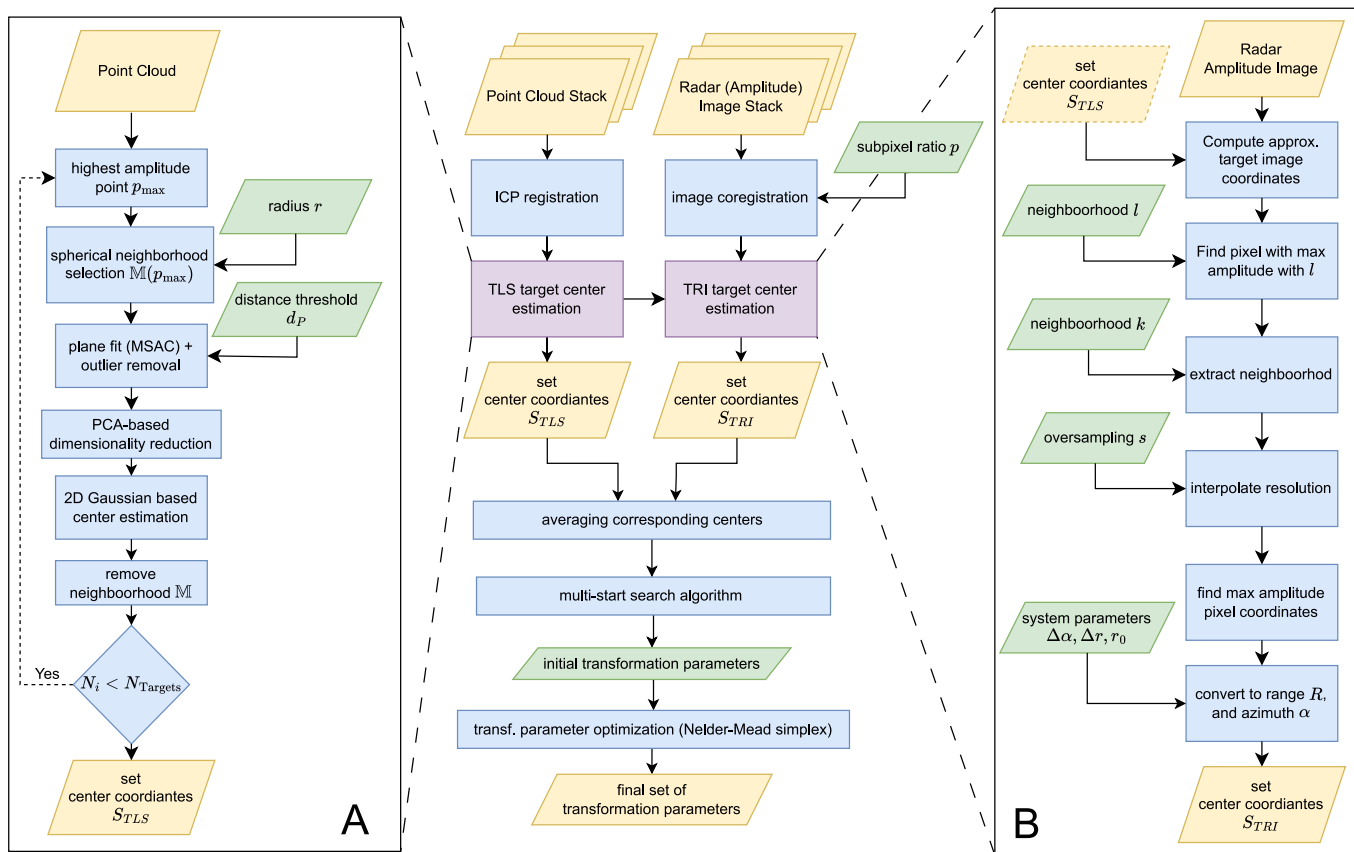 Point Cloud
highest amplitude
point p_max
radius r
spherical neighborhood
selection 𝕄(p_max)
distance threshold
d_P
plane fit (MSAC) +
outlier removal
PCA-based
dimensionality reduction
2D Gaussian based
center estimation
remove
neighboorhood 𝕄
Yes
N_i < N_Targets
set
center coordiantes
S_TLS
A
Point Cloud Stack
Radar (Amplitude)
Image Stack
subpixel ratio p
ICP registration
image coregistration
TLS target center
estimation
TRI target center
estimation
set
center coordiantes
S_TLS
set
center coordiantes
S_TRI
averaging corresponding centers
multi-start search algorithm
initial transformation parameters
transf. parameter optimization (Nelder-Mead simplex)
final set of
transformation parameters
set
center coordiantes
S_TLS
Radar
Amplitude Image
Compute approx.
target image
coordinates
neighboorhood l
Find pixel with max
amplitude with l
neighboorhood k
extract neighboorhod
oversampling s
interpolate resolution
find max amplitude
pixel coordinates
system parameters
Δα, Δr, r_0
convert to range R,
and azimuth α
set
center coordiantes
S_TRI
B